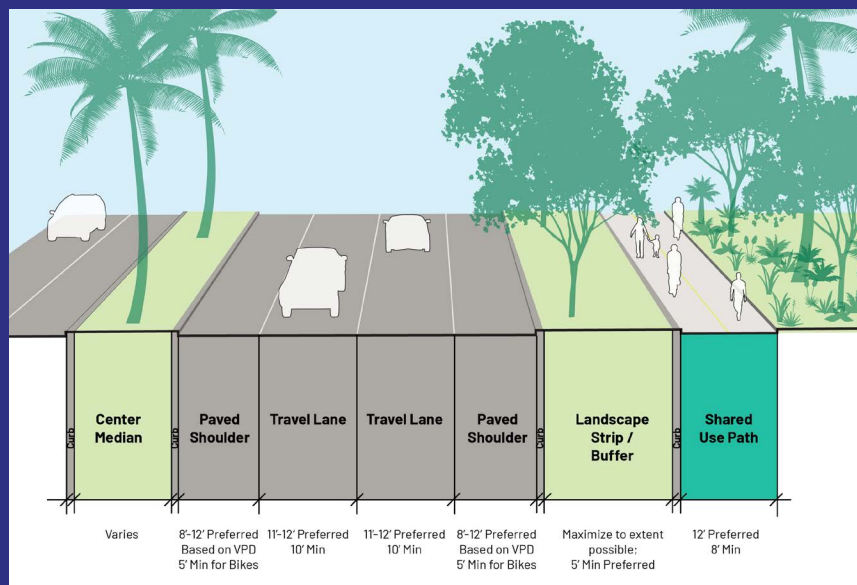 Curb
Center
Median
Curb
Paved
Shoulder
Travel Lane
Travel Lane
Paved
Shoulder
Curb
Landscape
Strip /
Buffer
Curb
Shared
Use Path
Varies
8'-12' Preferred
Based on VPD
5' Min for Bikes
11'-12' Preferred
10' Min
11'-12' Preferred
10' Min
8'-12' Preferred
Based on VPD
5' Min for Bikes
Maximize to extent
possible;
5' Min Preferred
12' Preferred
8' Min